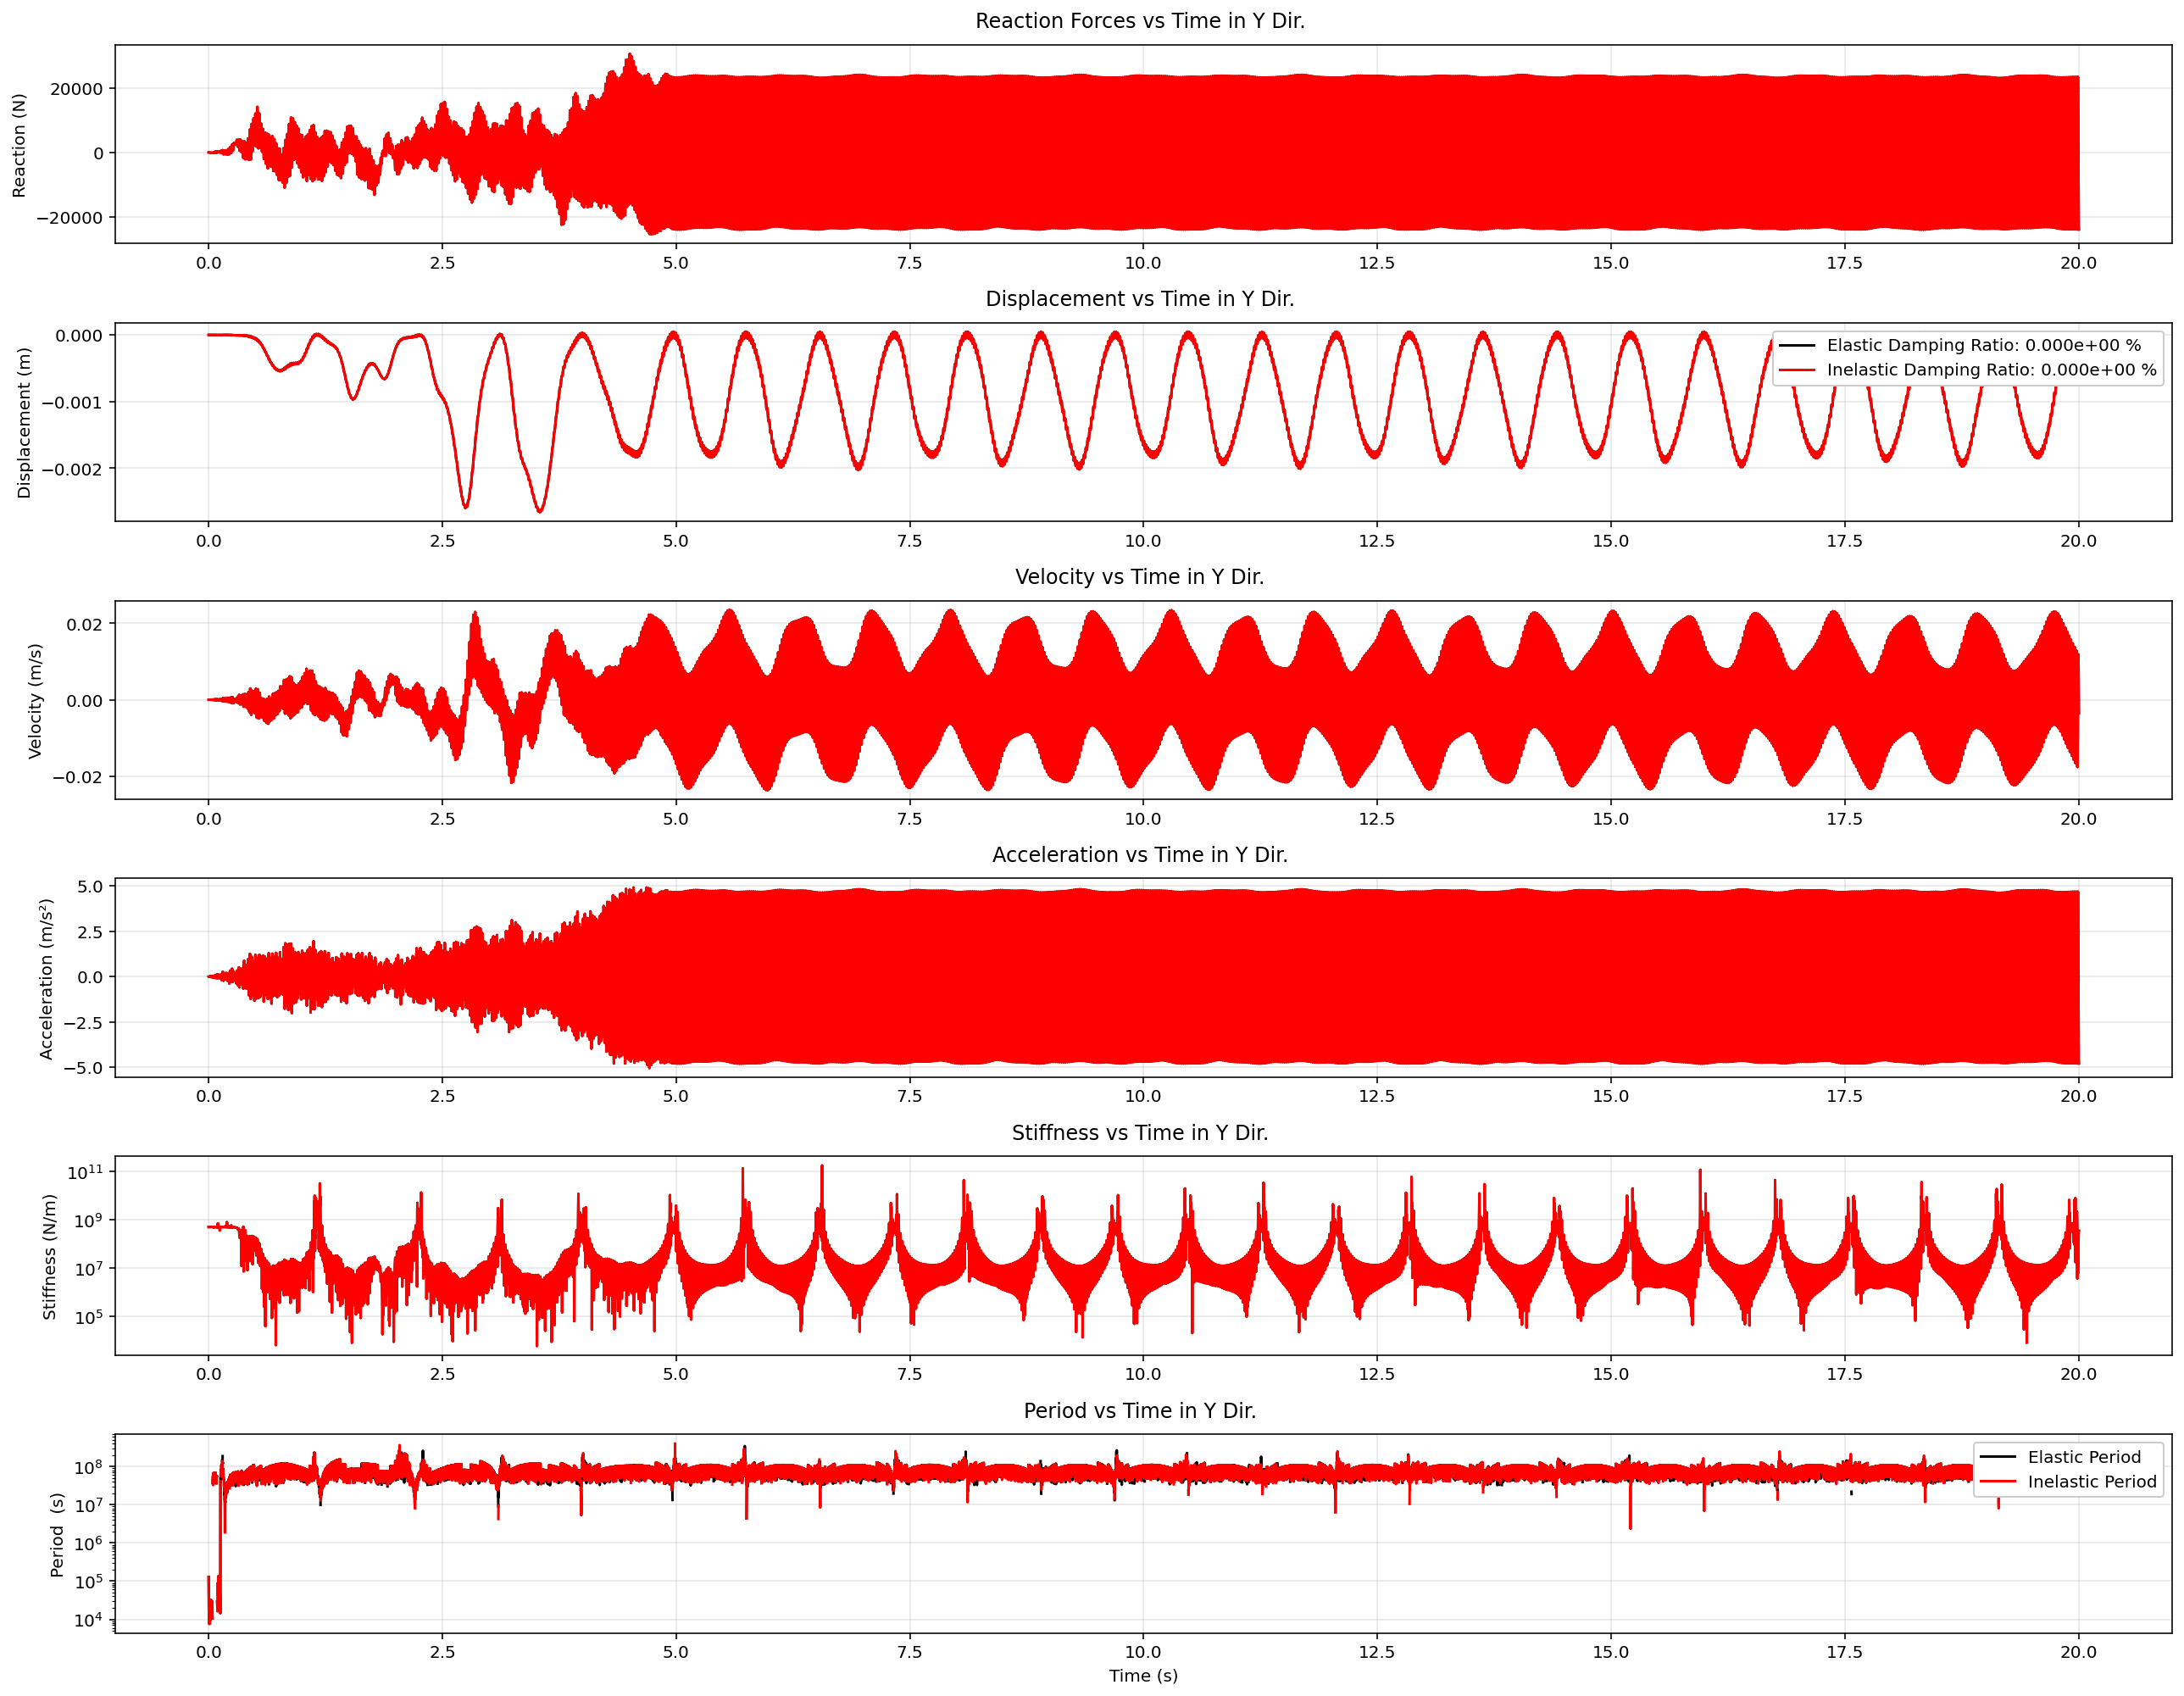 Reaction Forces vs Time in Y Dir.
Reaction (N)
20000
0
−20000
0.0 2.5 5.0 7.5 10.0 12.5 15.0 17.5 20.0
Displacement vs Time in Y Dir.
Displacement (m)
0.000
−0.001
−0.002
Elastic Damping Ratio: 0.000e+00 %
Inelastic Damping Ratio: 0.000e+00 %
0.0 2.5 5.0 7.5 10.0 12.5 15.0 17.5 20.0
Velocity vs Time in Y Dir.
Velocity (m/s)
0.02
0.00
−0.02
0.0 2.5 5.0 7.5 10.0 12.5 15.0 17.5 20.0
Acceleration vs Time in Y Dir.
Acceleration (m/s²)
5.0
2.5
0.0
−2.5
−5.0
0.0 2.5 5.0 7.5 10.0 12.5 15.0 17.5 20.0
Stiffness vs Time in Y Dir.
Stiffness (N/m)
10¹¹
10⁹
10⁷
10⁵
0.0 2.5 5.0 7.5 10.0 12.5 15.0 17.5 20.0
Period vs Time in Y Dir.
Period (s)
10⁸
10⁷
10⁶
10⁵
10⁴
Elastic Period
Inelastic Period
0.0 2.5 5.0 7.5 10.0 12.5 15.0 17.5 20.0
Time (s)